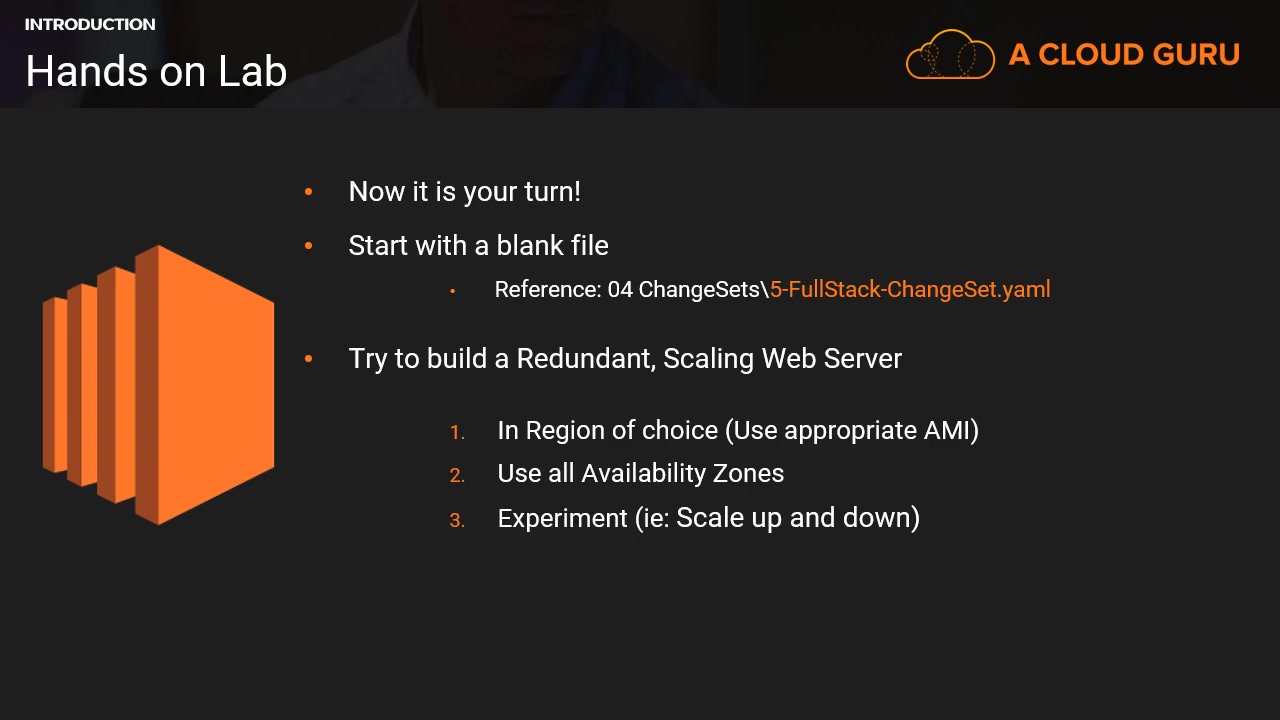 INTRODUCTION
Hands on Lab
A CLOUD GURU
• Now it is your turn!
• Start with a blank file
• Reference: 04 ChangeSets\5-FullStack-ChangeSet.yaml
• Try to build a Redundant, Scaling Web Server
1. In Region of choice (Use appropriate AMI)
2. Use all Availability Zones
3. Experiment (ie: Scale up and down)